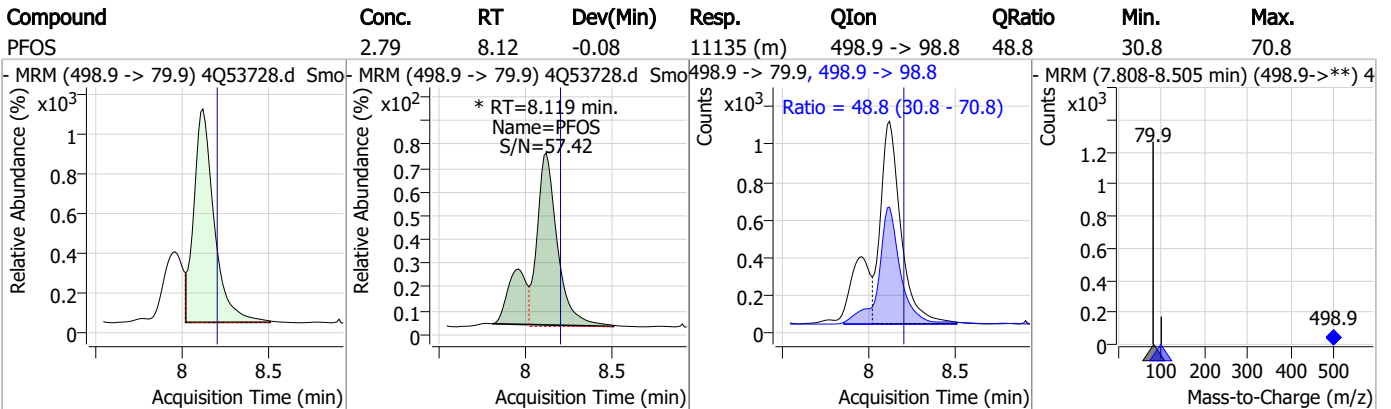 Compound Conc. RT Dev(Min) Resp. QIon QRatio Min. Max.
PFOS 2.79 8.12 -0.08 11135 (m) 498.9 -> 98.8 48.8 30.8 70.8
- MRM (498.9 -> 79.9) 4Q53728.d Smo
Relative Abundance (%)
x10³
1
0.8
0.6
0.4
0.2
0
8 8.5
Acquisition Time (min)
- MRM (498.9 -> 79.9) 4Q53728.d Smo
Relative Abundance (%)
x10²
* RT=8.119 min.
Name=PFOS
S/N=57.42
0.8
0.7
0.6
0.5
0.4
0.3
0.2
0.1
0
8 8.5
Acquisition Time (min)
498.9 -> 79.9, 498.9 -> 98.8
Counts
x10³
Ratio = 48.8 (30.8 - 70.8)
1
0.8
0.6
0.4
0.2
0
8 8.5
Acquisition Time (min)
- MRM (7.808-8.505 min) (498.9->**) 4
Counts
x10³
79.9
1.2
1
0.8
0.6
0.4
0.2
0
498.9
100 200 300 400 500
Mass-to-Charge (m/z)